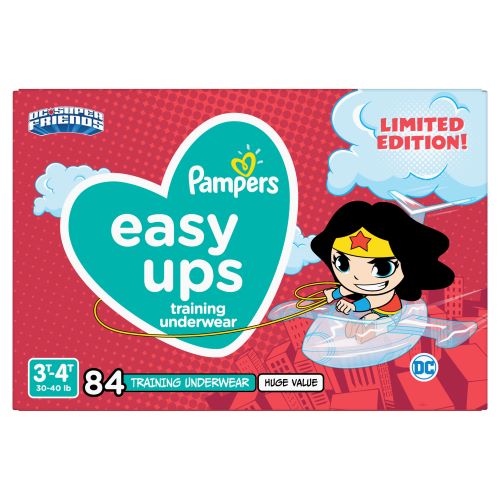 DC SUPER
FRIENDS
LIMITED
EDITION!
Pampers
easy
ups
training
underwear
3T-4T
30-40 lb
84 TRAINING UNDERWEAR HUGE VALUE
DC